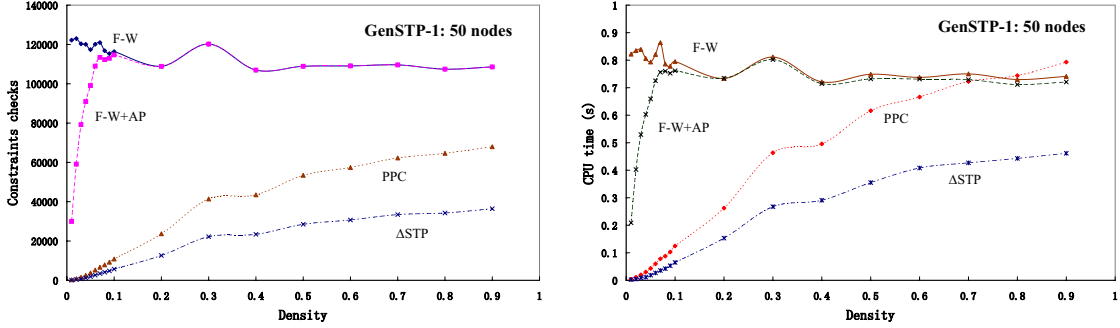 GenSTP-1: 50 nodes
140000
120000
100000
80000
60000
40000
20000
0
Constraints checks
F-W
F-W+AP
PPC
ΔSTP
0 0.1 0.2 0.3 0.4 0.5 0.6 0.7 0.8 0.9 1
Density
GenSTP-1: 50 nodes
1
0.9
0.8
0.7
0.6
0.5
0.4
0.3
0.2
0.1
0
CPU time (s)
F-W
F-W+AP
PPC
ΔSTP
0 0.1 0.2 0.3 0.4 0.5 0.6 0.7 0.8 0.9 1
Density